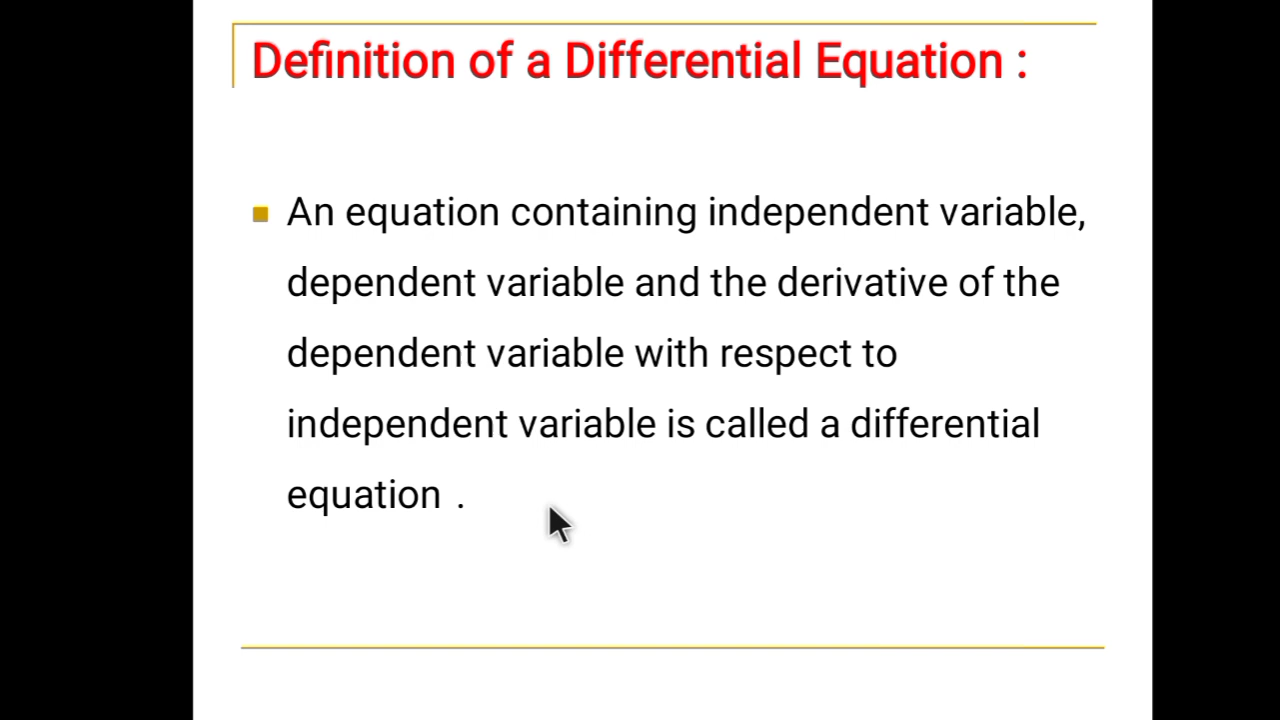 Definition of a Differential Equation :
An equation containing independent variable,
dependent variable and the derivative of the
dependent variable with respect to
independent variable is called a differential
equation .